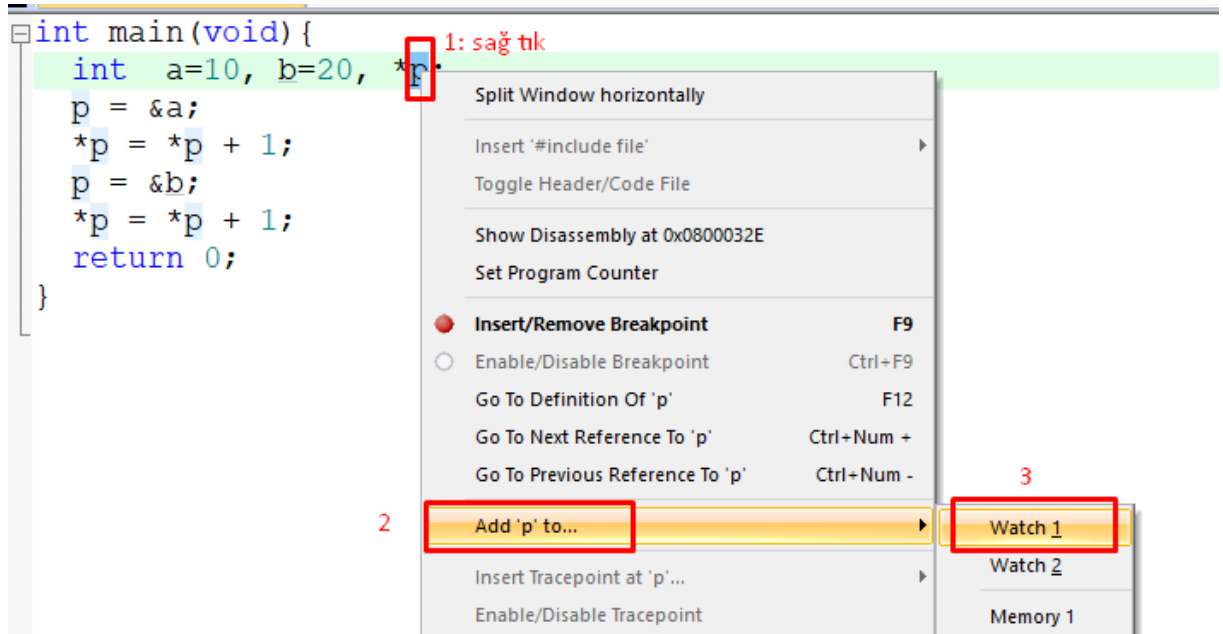 int main(void){
1: sağ tık
int a=10, b=20, *p;
p = &a;
*p = *p + 1;
p = &b;
*p = *p + 1;
return 0;
}
Split Window horizontally
Insert '#include file'
Toggle Header/Code File
Show Disassembly at 0x0800032E
Set Program Counter
Insert/Remove Breakpoint F9
Enable/Disable Breakpoint Ctrl+F9
Go To Definition Of 'p' F12
Go To Next Reference To 'p' Ctrl+Num +
Go To Previous Reference To 'p' Ctrl+Num -
3
2 Add 'p' to... Watch 1
Watch 2
Insert Tracepoint at 'p'...
Enable/Disable Tracepoint Memory 1